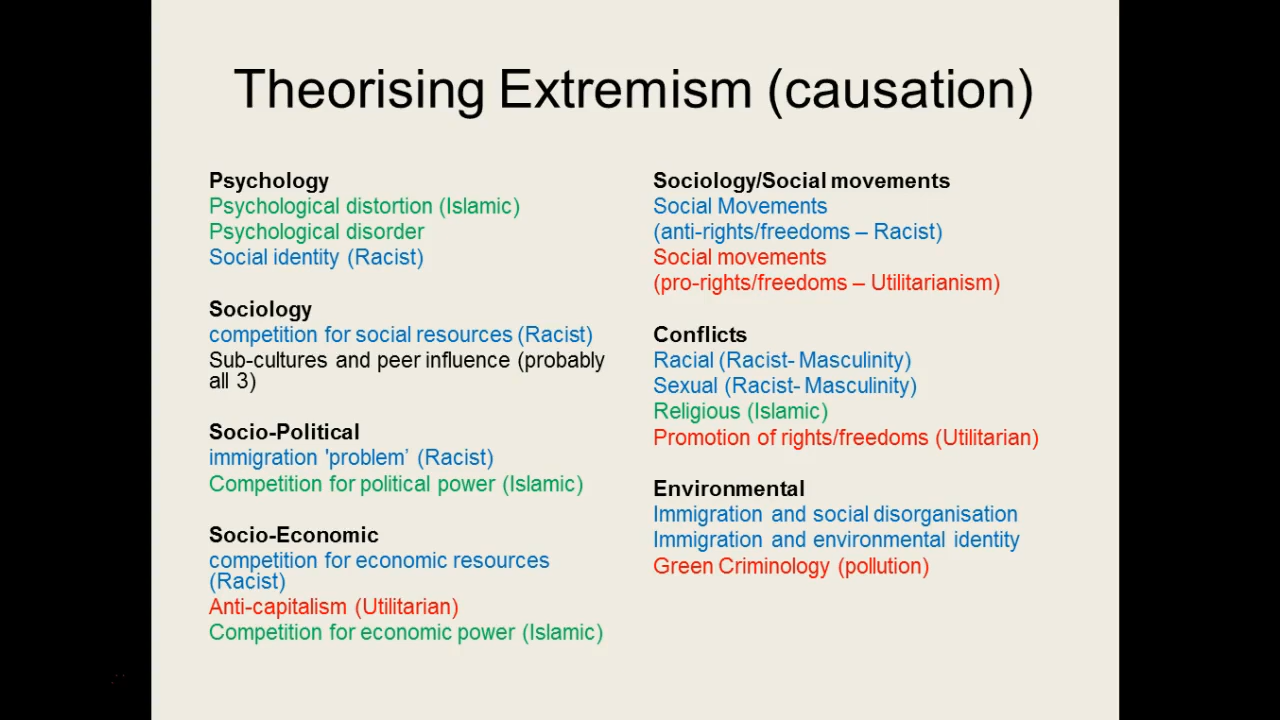 Theorising Extremism (causation)
Psychology
Psychological distortion (Islamic)
Psychological disorder
Social identity (Racist)
Sociology
competition for social resources (Racist)
Sub-cultures and peer influence (probably
all 3)
Socio-Political
immigration 'problem’ (Racist)
Competition for political power (Islamic)
Socio-Economic
competition for economic resources
(Racist)
Anti-capitalism (Utilitarian)
Competition for economic power (Islamic)
Sociology/Social movements
Social Movements
(anti-rights/freedoms – Racist)
Social movements
(pro-rights/freedoms – Utilitarianism)
Conflicts
Racial (Racist- Masculinity)
Sexual (Racist- Masculinity)
Religious (Islamic)
Promotion of rights/freedoms (Utilitarian)
Environmental
Immigration and social disorganisation
Immigration and environmental identity
Green Criminology (pollution)